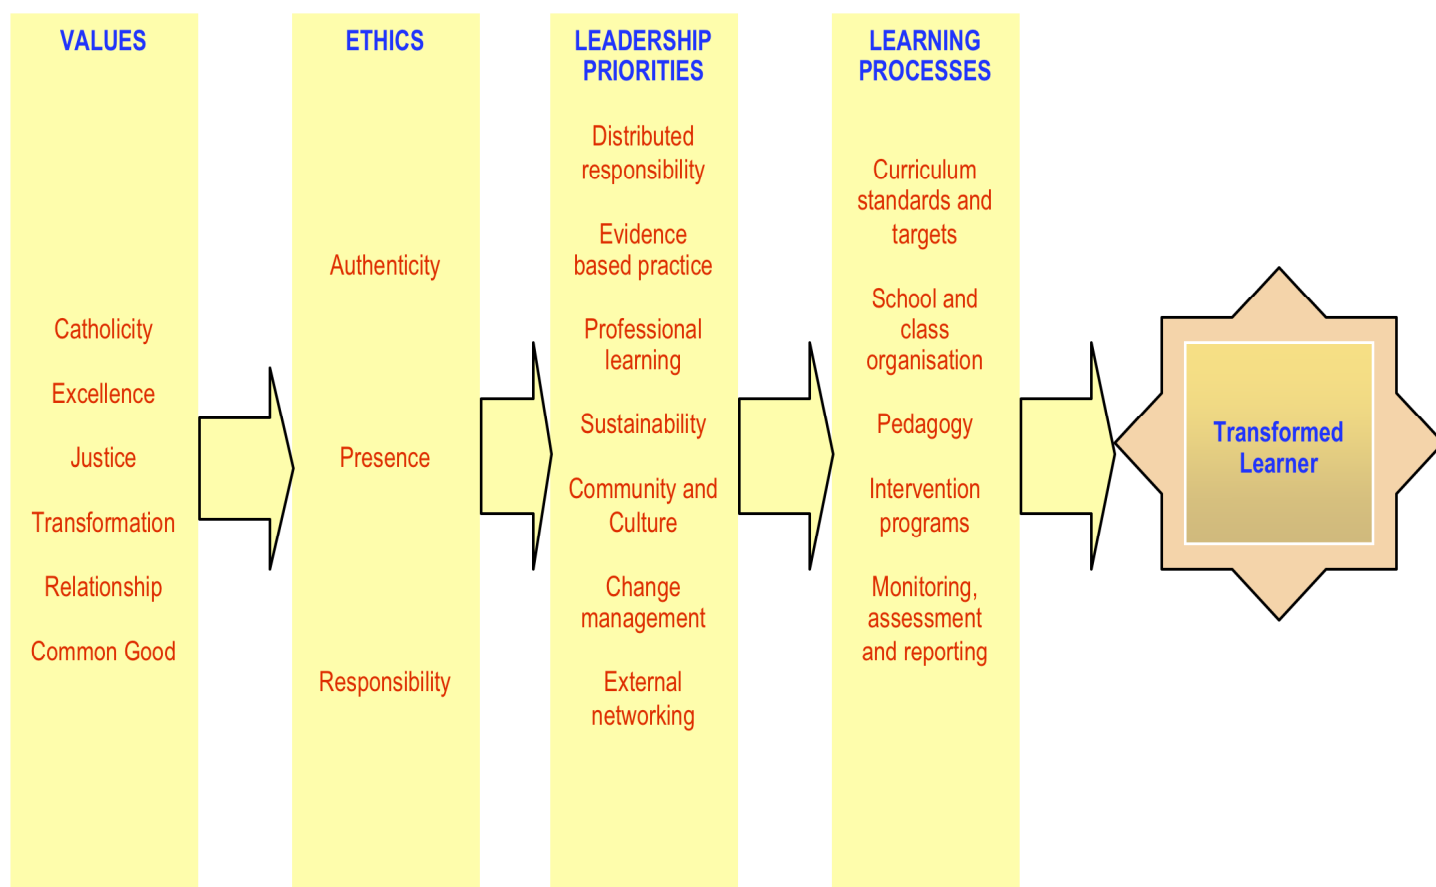 VALUES
Catholicity
Excellence
Justice
Transformation
Relationship
Common Good
ETHICS
Authenticity
Presence
Responsibility
LEADERSHIP
PRIORITIES
Distributed
responsibility
Evidence
based practice
Professional
learning
Sustainability
Community and
Culture
Change
management
External
networking
LEARNING
PROCESSES
Curriculum
standards and
targets
School and
class
organisation
Pedagogy
Intervention
programs
Monitoring,
assessment
and reporting
Transformed
Learner